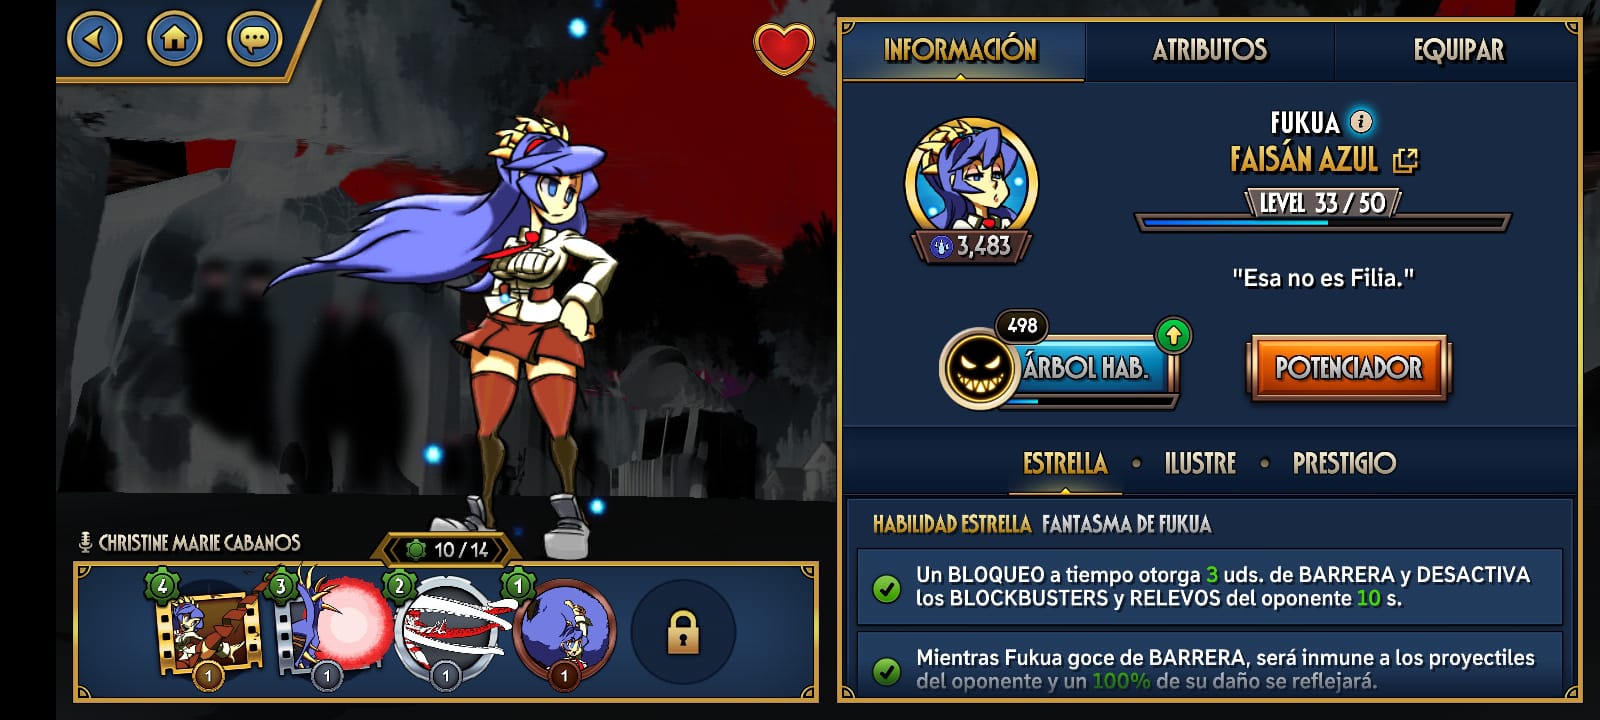 INFORMACIÓN
ATRIBUTOS
EQUIPAR
FUKUA
FAISÁN AZUL
LEVEL 33 / 50
3,483
"Esa no es Filia."
498
ÁRBOL HAB.
POTENCIADOR
ESTRELLA • ILUSTRE • PRESTIGIO
HABILIDAD ESTRELLA FANTASMA DE FUKUA
Un BLOQUEO a tiempo otorga 3 uds. de BARRERA y DESACTIVA
los BLOCKBUSTERS y RELEVOS del oponente 10 s.
Mientras Fukua goce de BARRERA, será inmune a los proyectiles
del oponente y un 100% de su daño se reflejará.
CHRISTINE MARIE CABANOS
10 / 14
4
3
2
1
1
1
1
1